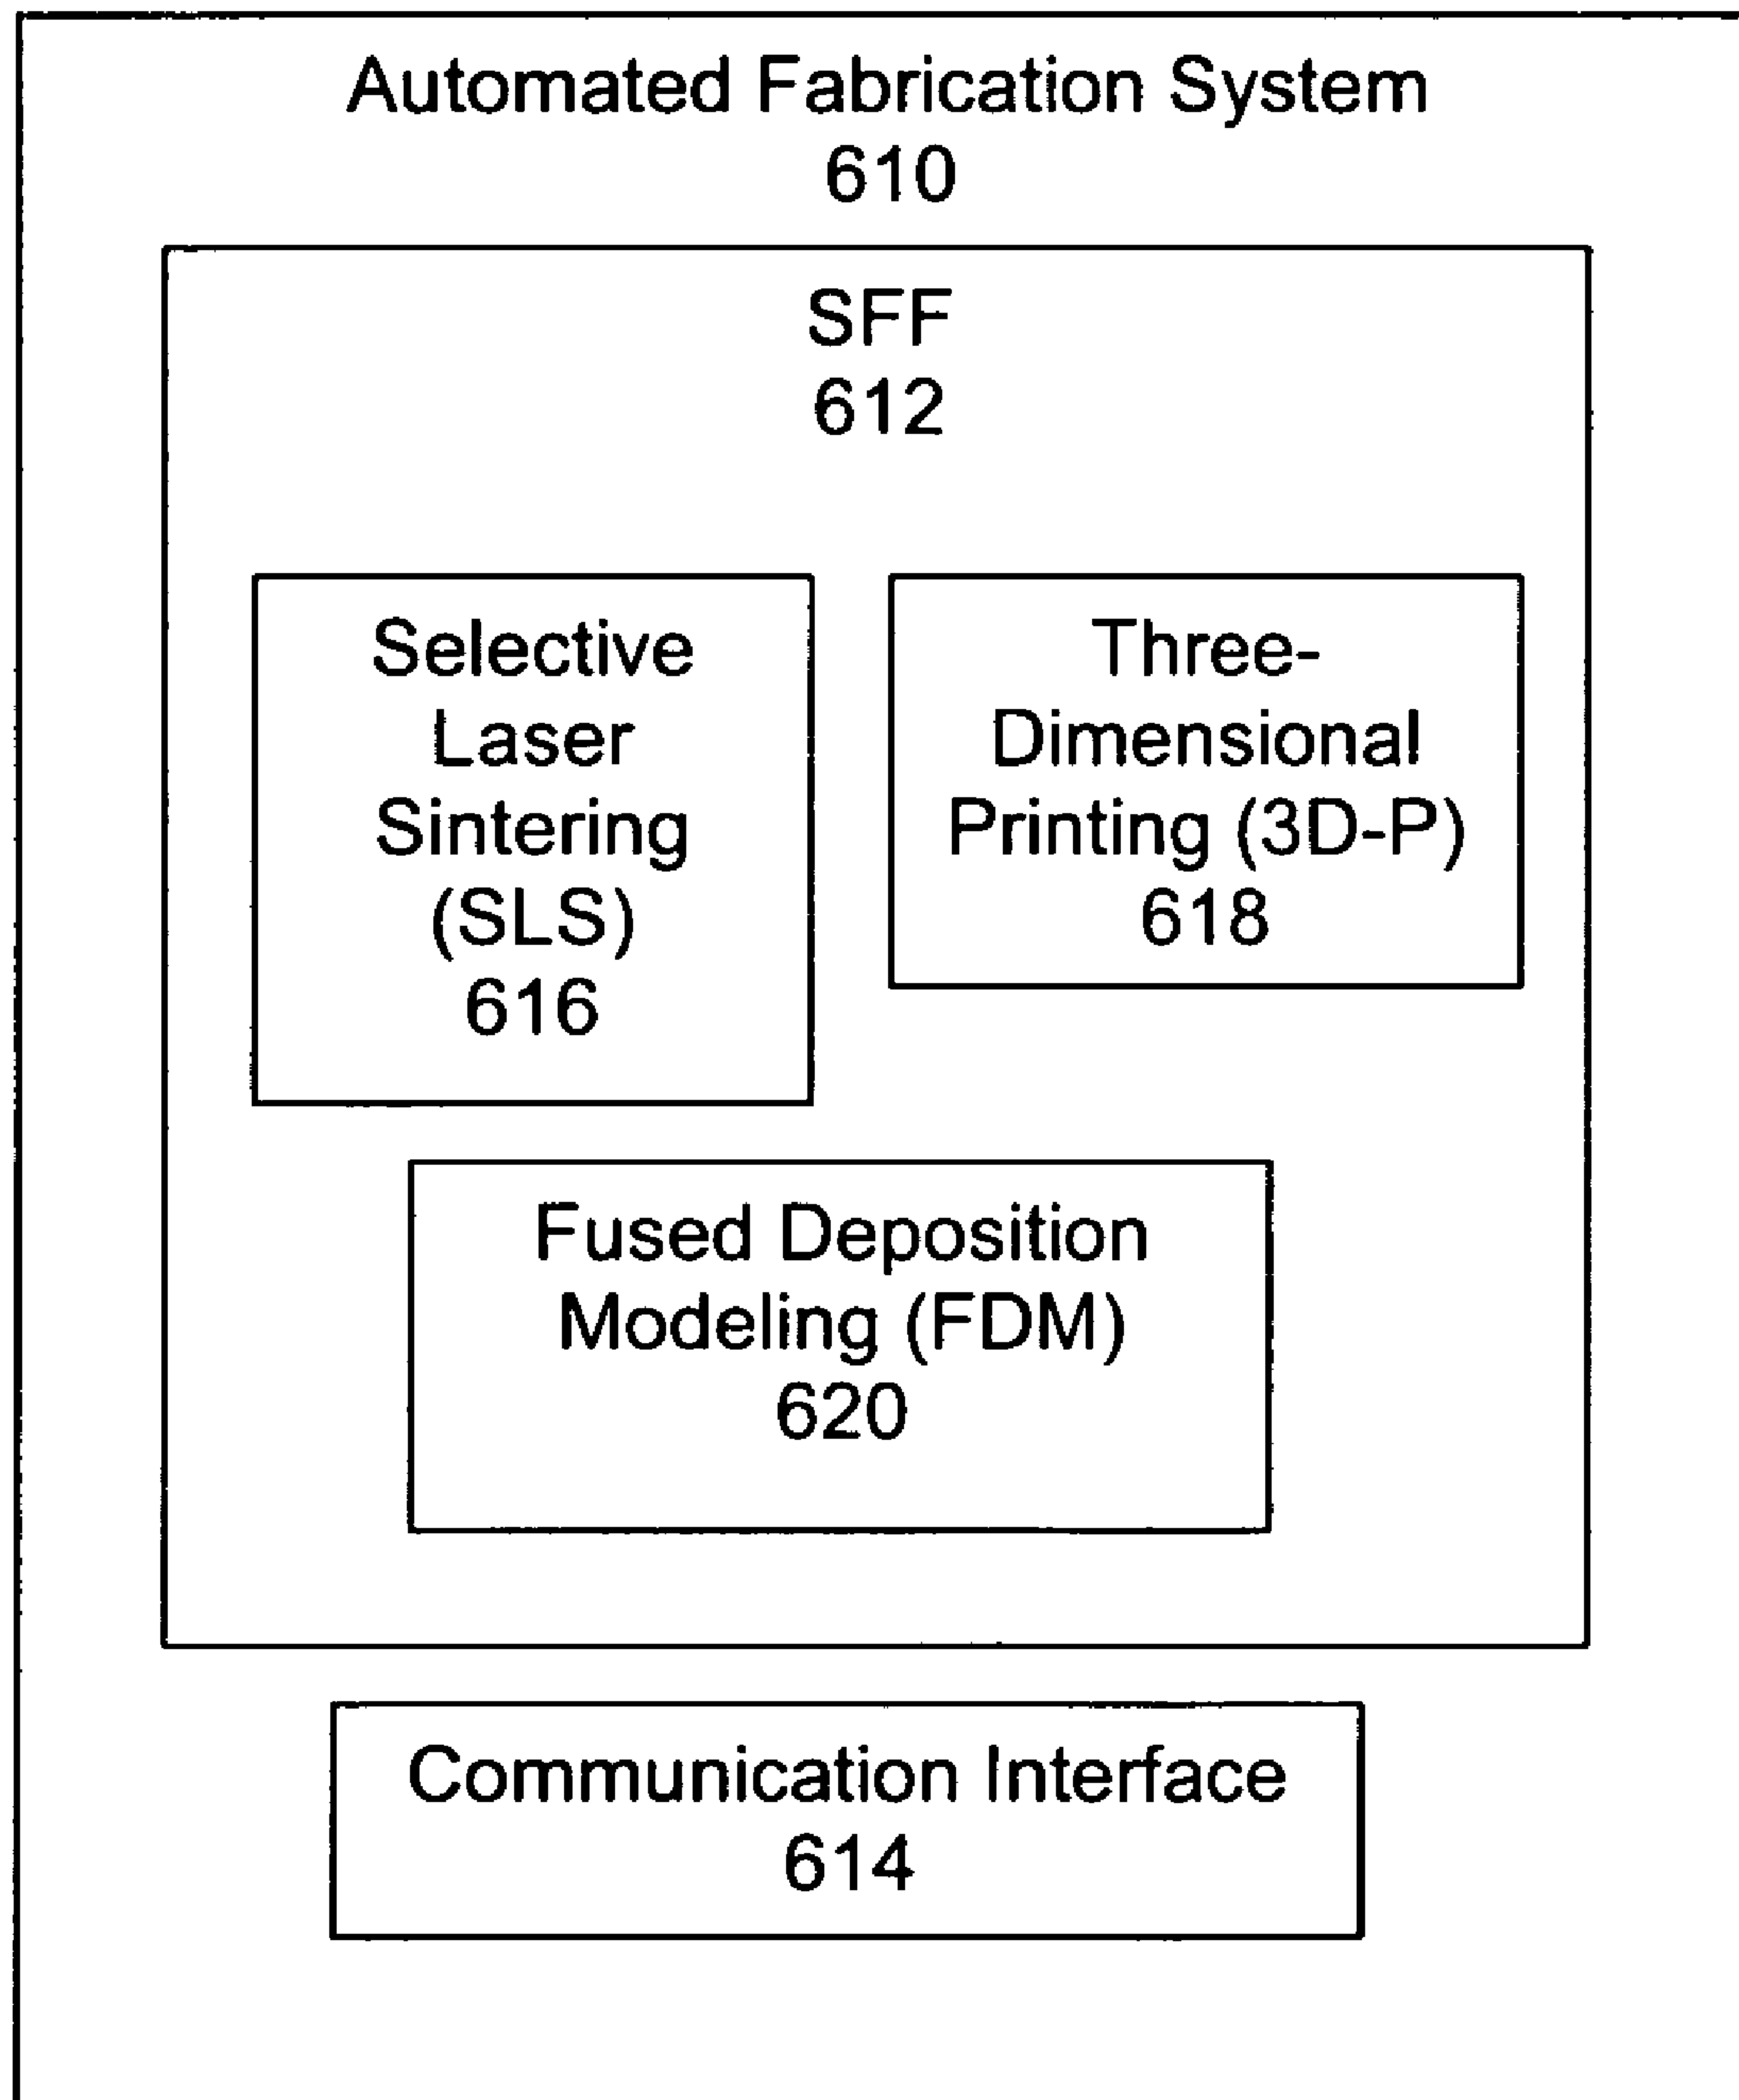 Automated Fabrication System
610
SFF
612
Selective
Laser
Sintering
(SLS)
616
Three-
Dimensional
Printing (3D-P)
618
Fused Deposition
Modeling (FDM)
620
Communication Interface
614